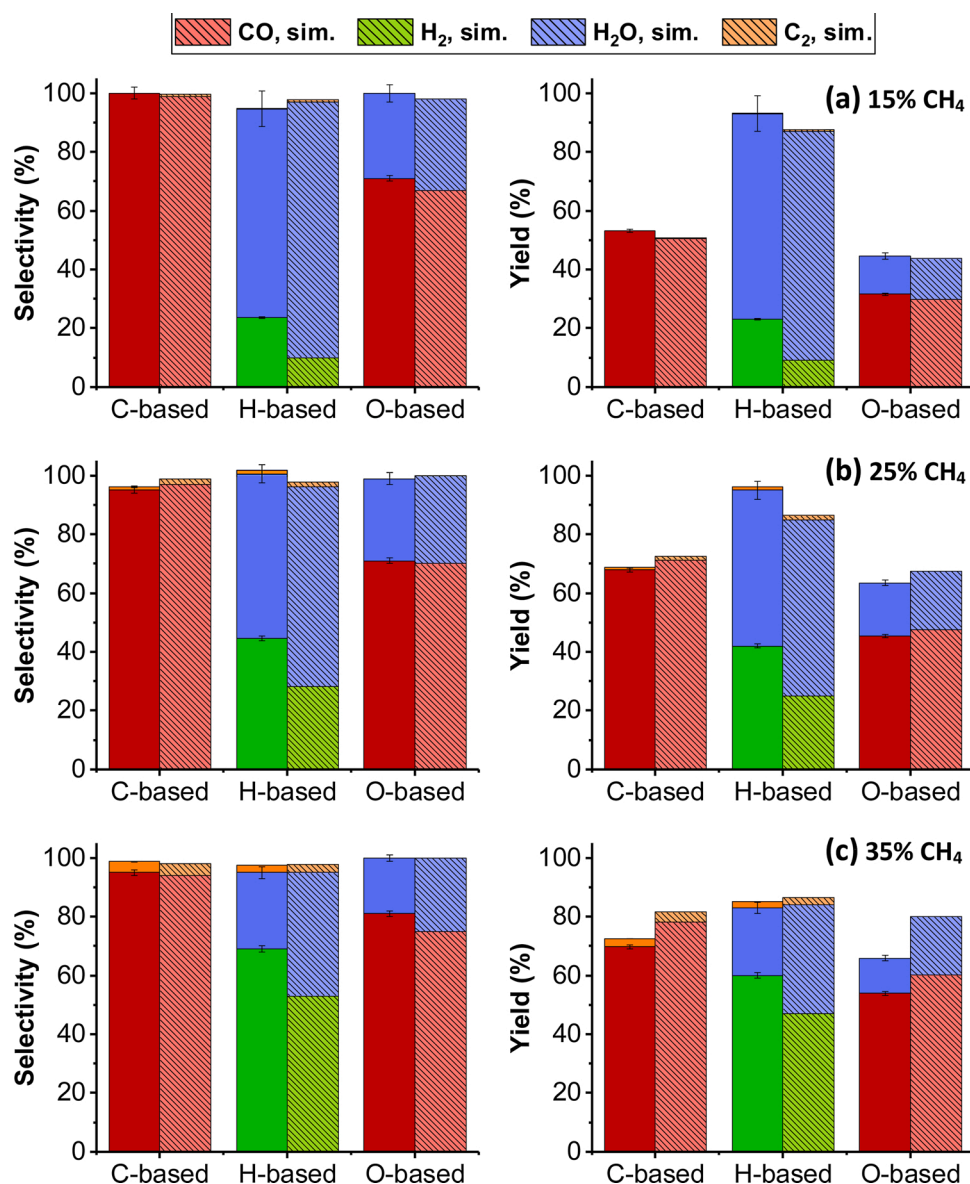 CO, sim. H₂, sim. H₂O, sim. C₂, sim.
Selectivity (%)
100
80
60
40
20
0
C-based H-based O-based
Yield (%)
100
80
60
40
20
0
C-based H-based O-based
(a) 15% CH₄
Selectivity (%)
100
80
60
40
20
0
C-based H-based O-based
Yield (%)
100
80
60
40
20
0
C-based H-based O-based
(b) 25% CH₄
Selectivity (%)
100
80
60
40
20
0
C-based H-based O-based
Yield (%)
100
80
60
40
20
0
C-based H-based O-based
(c) 35% CH₄